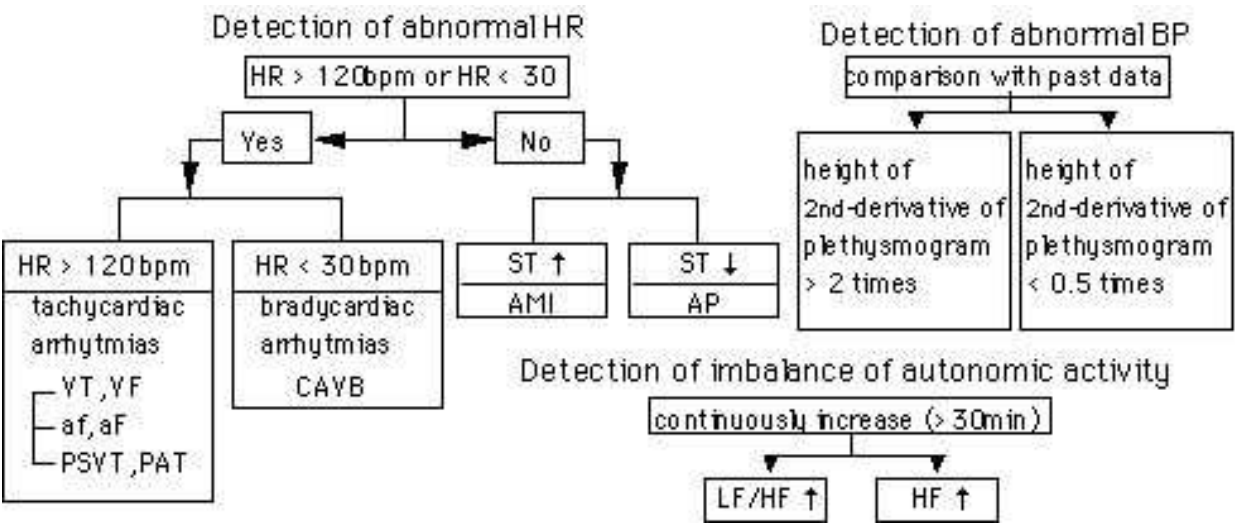 Detection of abnormal HR
HR > 120bpm or HR < 30
Yes
No
HR > 120 bpm
tachycardiac
arrhytmias
VT,VF
af,aF
PSVT,PAT
HR < 30 bpm
bradycardiac
arrhytmias
CAVB
ST ↑
AMI
ST ↓
AP
Detection of abnormal BP
comparison with past data
height of
2nd-derivative of
plethysmogram
> 2 times
height of
2nd-derivative of
plethysmogram
< 0.5 times
Detection of imbalance of autonomic activity
continuously increase (> 30min)
LF/HF ↑
HF ↑